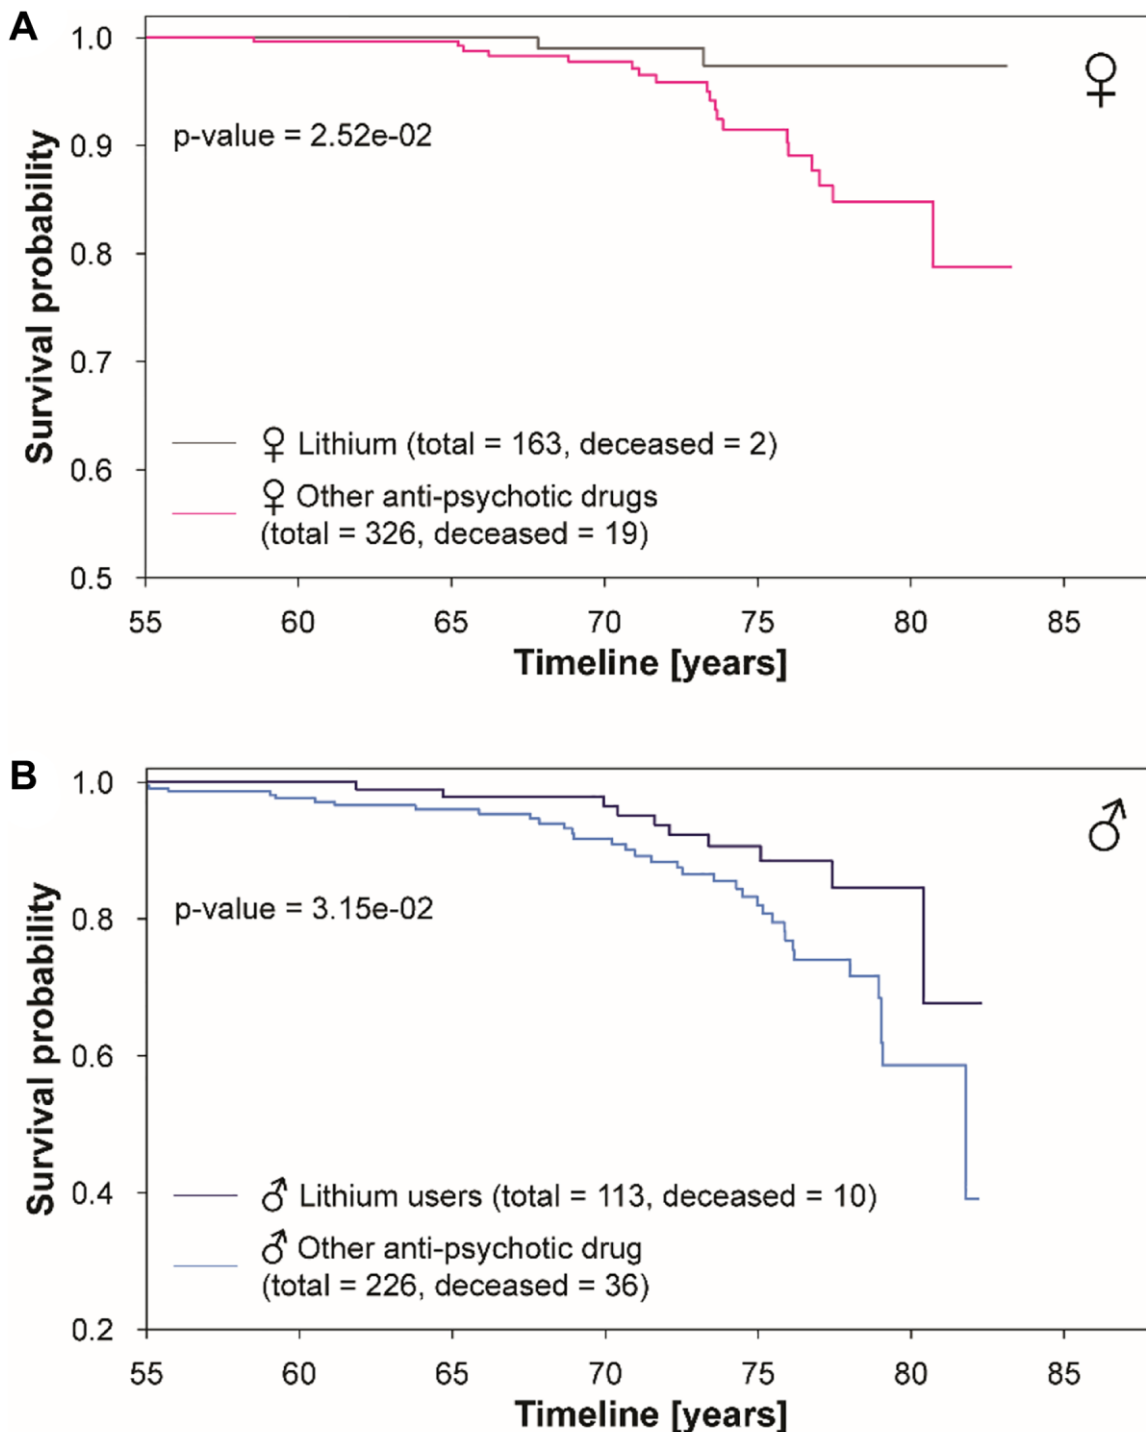 A
1.0
0.9
0.8
0.7
0.6
0.5
Survival probability
p-value = 2.52e-02
♀
♀ Lithium (total = 163, deceased = 2)
♀ Other anti-psychotic drugs
(total = 326, deceased = 19)
55 60 65 70 75 80 85
Timeline [years]
B
1.0
0.8
0.6
0.4
0.2
Survival probability
p-value = 3.15e-02
♂
♂ Lithium users (total = 113, deceased = 10)
♂ Other anti-psychotic drug
(total = 226, deceased = 36)
55 60 65 70 75 80 85
Timeline [years]